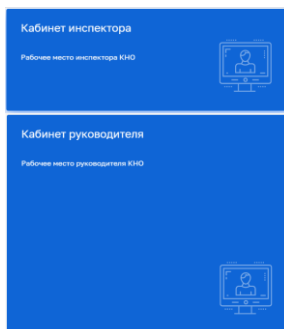 Кабинет инспектора
Рабочее место инспектора КНО
Кабинет руководителя
Рабочее место руководителя КНО